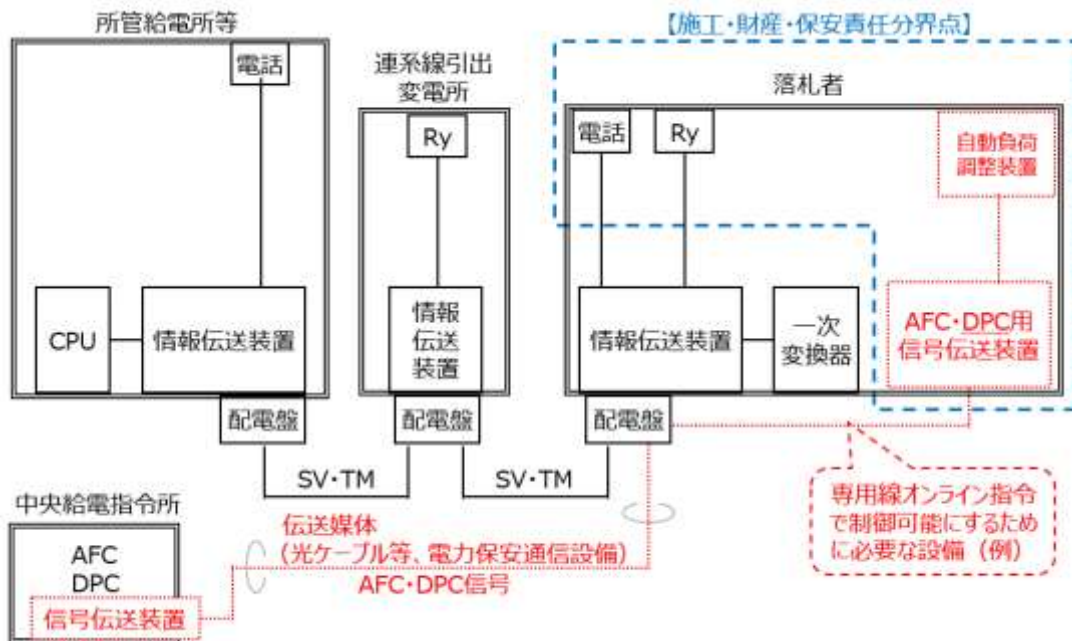 所管給電所等
電話
CPU
情報伝送装置
配電盤
連系線引出
変電所
Ry
情報
伝送
装置
配電盤
【施工・財産・保安責任分界点】
落札者
電話
Ry
自動負荷
調整装置
情報伝送装置
一次
変換器
AFC・DPC用
信号伝送装置
配電盤
SV・TM
SV・TM
中央給電指令所
AFC
DPC
信号伝送装置
伝送媒体
(光ケーブル等、電力保安通信設備)
AFC・DPC信号
専用線オンライン指令
で制御可能にするため
に必要な設備（例）